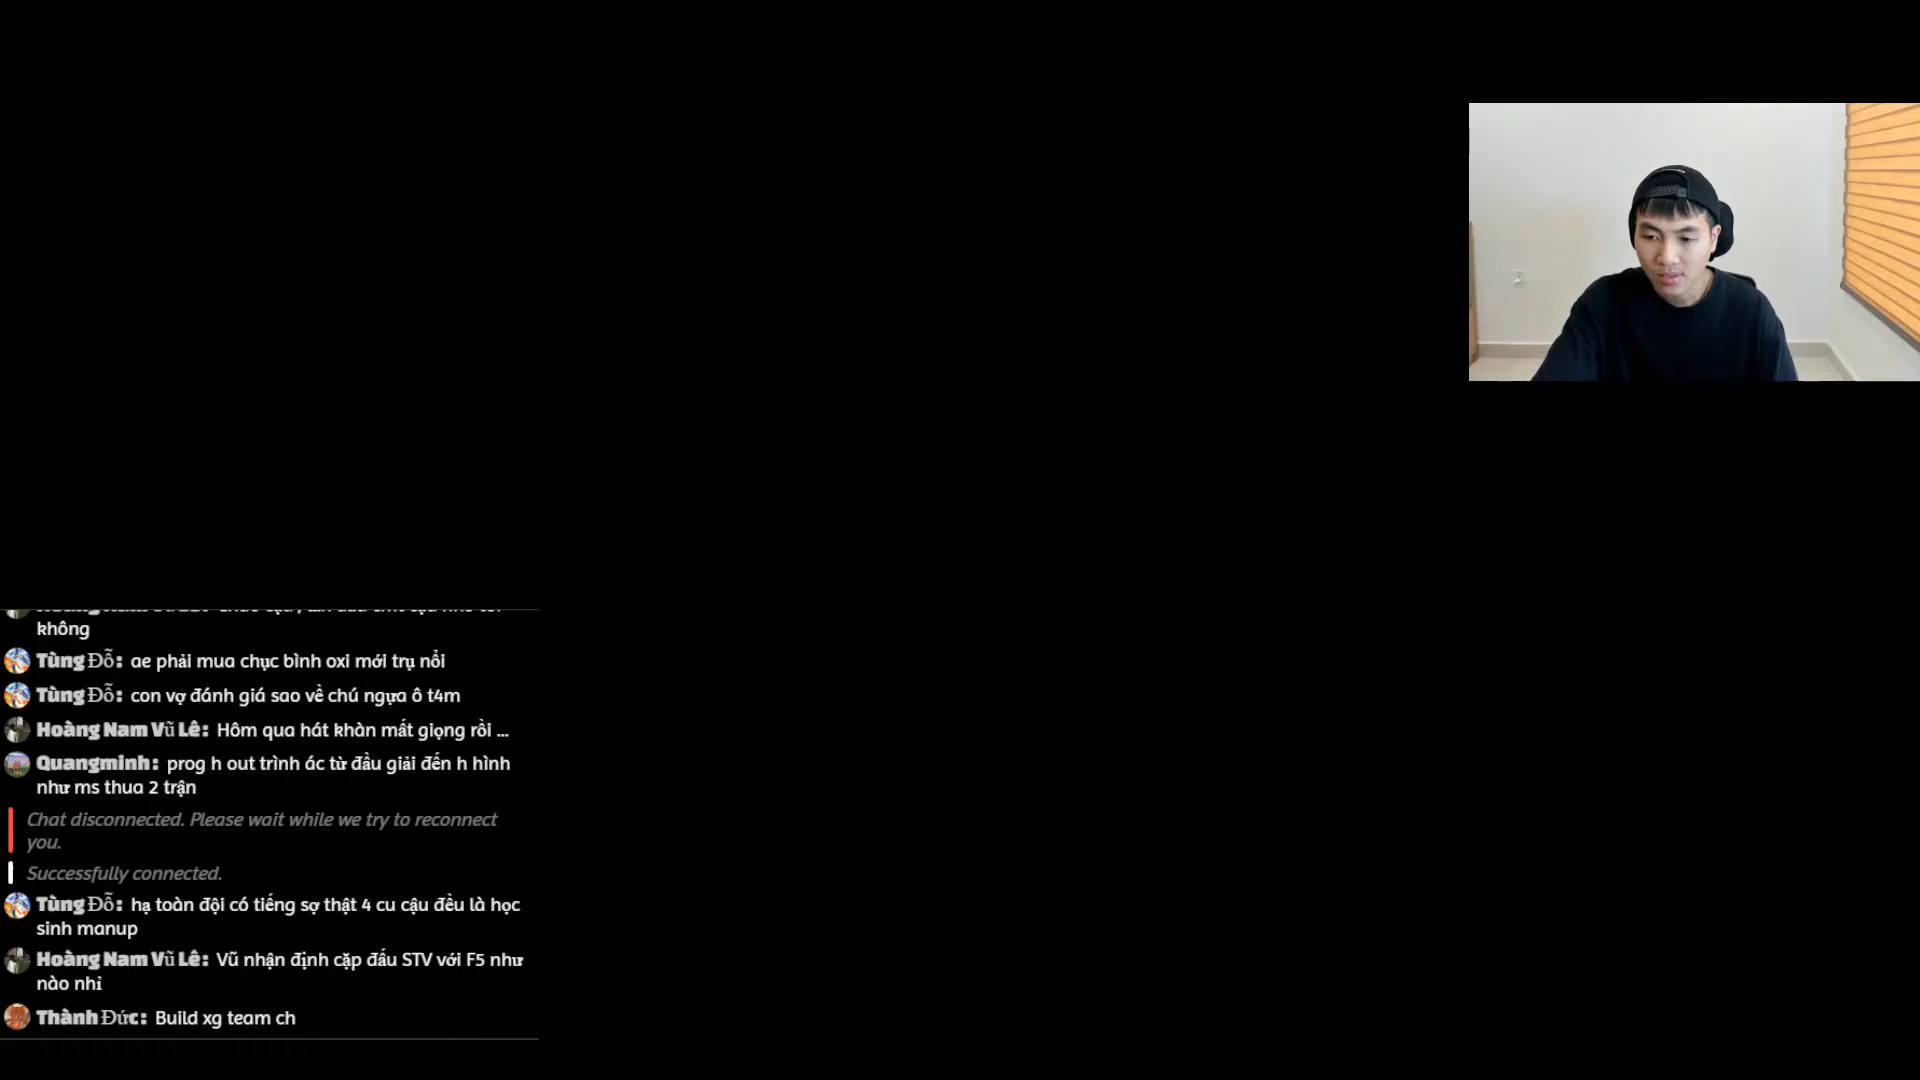 không
Tùng Đỗ: ae phải mua chục bình oxi mới trụ nổi
Tùng Đỗ: con vợ đánh giá sao về chú ngựa ô t4m
Hoàng Nam Vũ Lê: Hôm qua hát khàn mất giọng rồi ...
Quangminh: prog h out trình ác từ đầu giải đến h hình
như ms thua 2 trận
Chat disconnected. Please wait while we try to reconnect
you.
Successfully connected.
Tùng Đỗ: hạ toàn đội có tiếng sợ thật 4 cu cậu đều là học
sinh manup
Hoàng Nam Vũ Lê: Vũ nhận định cặp đấu STV với F5 như
nào nhỉ
Thành Đức: Build xg team ch